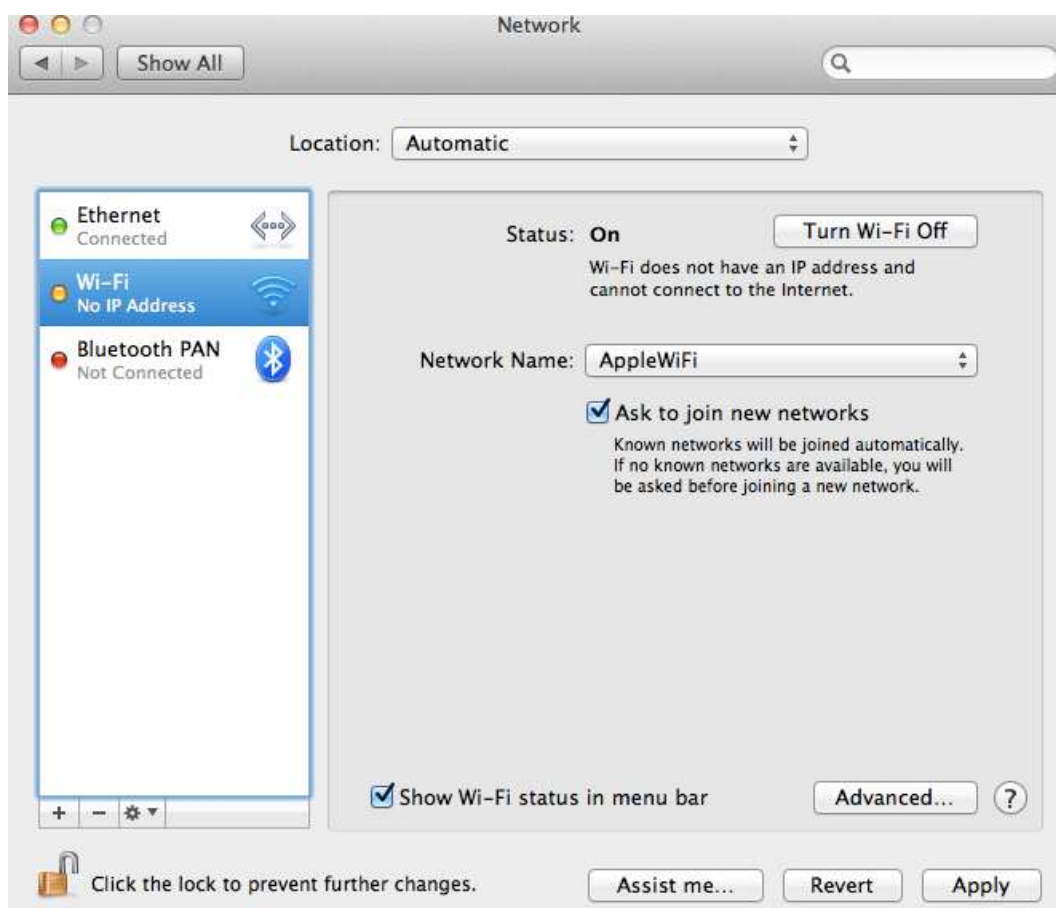 Network
Show All
Location: Automatic
Ethernet
Connected
Wi-Fi
No IP Address
Bluetooth PAN
Not Connected
Status: On
Turn Wi-Fi Off
Wi-Fi does not have an IP address and
cannot connect to the Internet.
Network Name: AppleWiFi
Ask to join new networks
Known networks will be joined automatically.
If no known networks are available, you will
be asked before joining a new network.
Show Wi-Fi status in menu bar
Advanced...
?
Click the lock to prevent further changes.
Assist me...
Revert
Apply